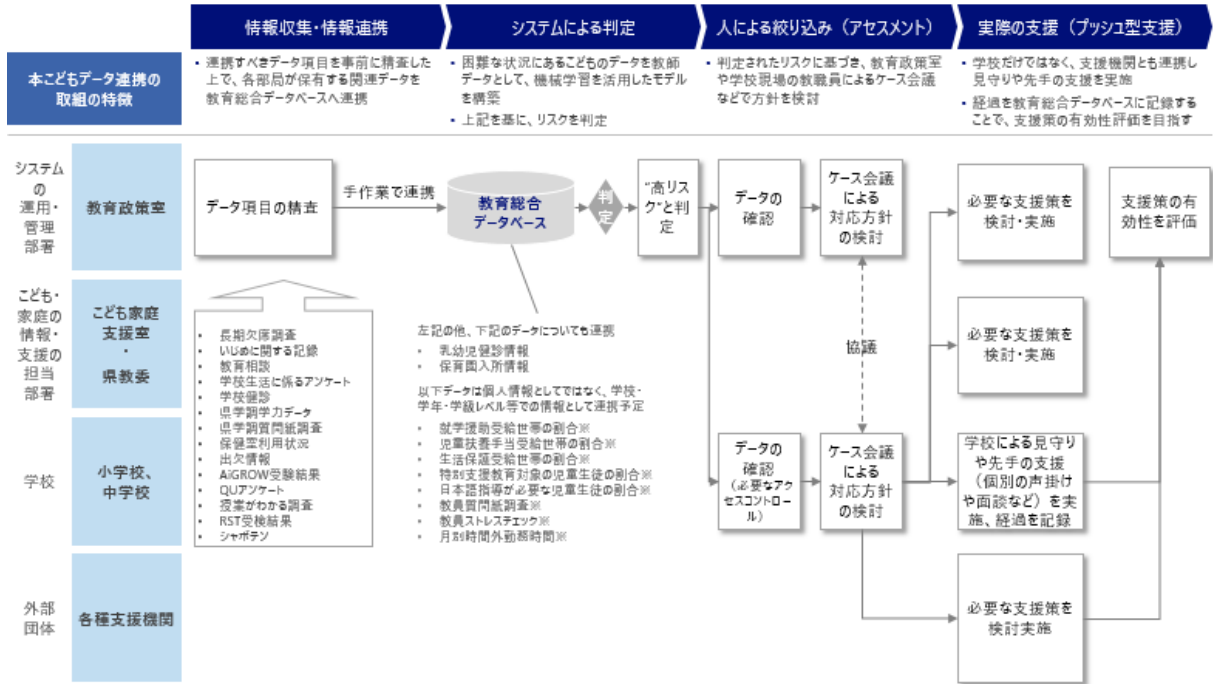 情報収集・情報連携
システムによる判定
人による絞り込み（アセスメント）
実際の支援（プッシュ型支援）
本こどもデータ連携の
取組の特徴
• 連携すべきデータ項目を事前に精査した
上で、各部局が保有する関連データを
教育総合データベースへ連携
• 困難な状況にあるこどものデータを教師
データとして、機械学習を活用したモデル
を構築
• 上記を基に、リスクを判定
• 判定されたリスクに基づき、教育政策室
や学校現場の教職員によるケース会議
などで方針を検討
• 学校だけではなく、支援機関とも連携し
見守りや先手の支援を実施
• 経過を教育総合データベースに記録する
ことで、支援策の有効性評価を目指す
システム
の
運用・
管理
部署
教育政策室
データ項目の精査
手作業で連携
教育総合
データベース
判定
“高リス
ク”と判
定
データの
確認
ケース会議
による
対応方針
の検討
必要な支援策を
検討・実施
支援策の有
効性を評価
こども・
家庭の
情報・
支援の
担当
部署
こども家庭
支援室
・
県教委
• 長期欠席調査
• いじめに関する記録
• 教育相談
• 学校生活に係るアンケート
• 学校健診
• 県学調学力データ
• 県学調質問紙調査
• 保健室利用状況
• 出欠情報
• AiGROW受験結果
• QUアンケート
• 授業がわかる調査
• RST受検結果
• シャボテン
左記の他、下記のデータについても連携
• 乳幼児健診情報
• 保育園入所情報
以下データは個人情報としてではなく、学校・
学年・学級レベル等での情報として連携予定
• 就学援助受給世帯の割合※
• 児童扶養手当受給世帯の割合※
• 生活保護受給世帯の割合※
• 特別支援教育対象の児童生徒の割合※
• 日本語指導が必要な児童生徒の割合※
• 教員質問紙調査※
• 教員ストレスチェック※
• 月別時間外勤務時間※
協議
必要な支援策を
検討・実施
学校
小学校、
中学校
データの
確認
（必要なアク
セスコントロ
ール）
ケース会議
による
対応方針
の検討
学校による見守り
や先手の支援
（個別の声掛け
や面談など）を実
施、経過を記録
外部
団体
各種支援機関
必要な支援策を
検討実施